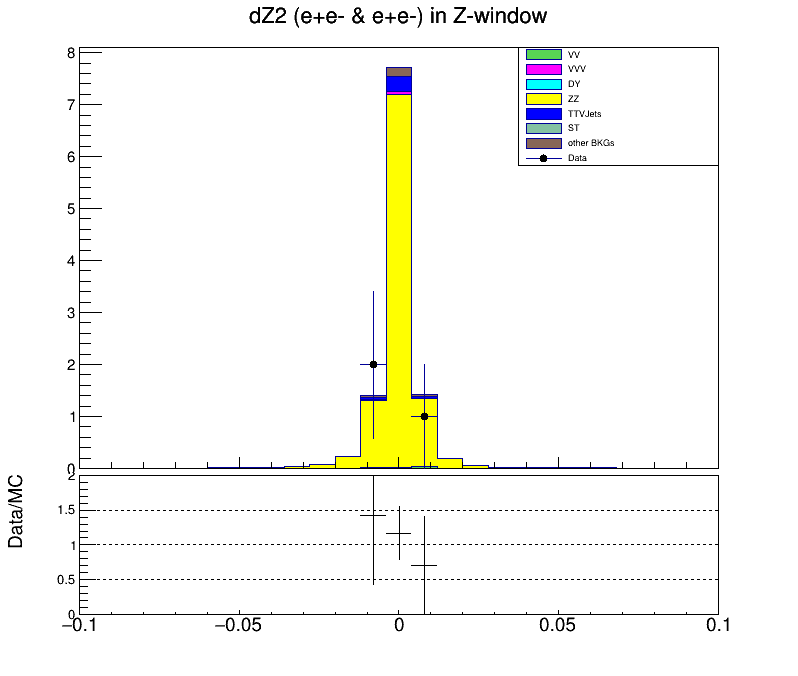 dZ2 (e+e- & e+e-) in Z-window
8
7
6
5
4
3
2
1
0
VV
VVV
DY
ZZ
TTVJets
ST
other BKGs
Data
Data/MC
2
1.5
1
0.5
0
−0.1 −0.05 0 0.05 0.1